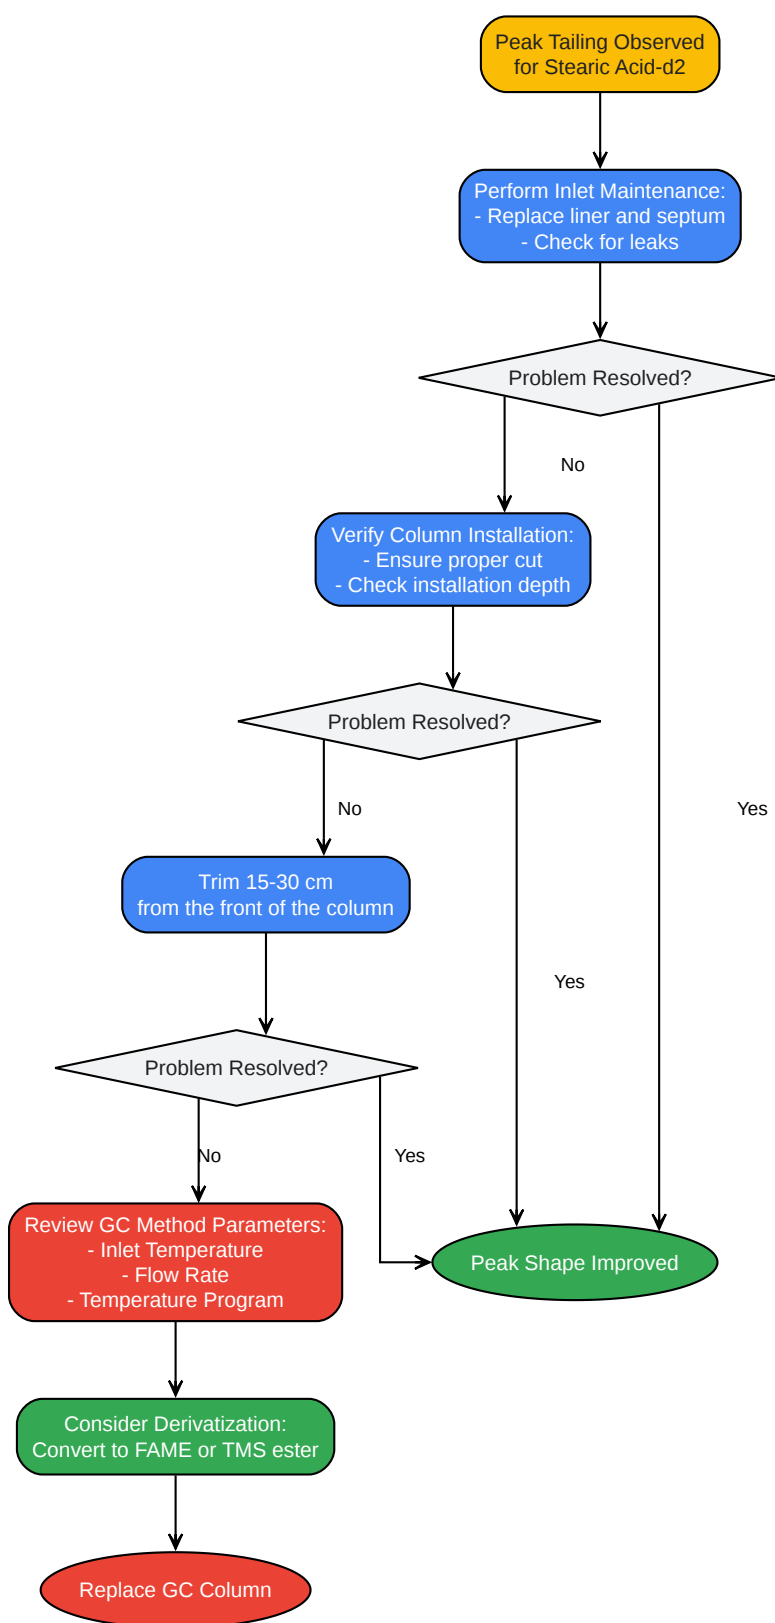 Peak Tailing Observed
for Stearic Acid-d2
Perform Inlet Maintenance:
- Replace liner and septum
- Check for leaks
Problem Resolved?
No
Verify Column Installation:
- Ensure proper cut
- Check installation depth
Problem Resolved?
No
Yes
Trim 15-30 cm
from the front of the column
Yes
Problem Resolved?
No
Yes
Review GC Method Parameters:
- Inlet Temperature
- Flow Rate
- Temperature Program
Peak Shape Improved
Consider Derivatization:
Convert to FAME or TMS ester
Replace GC Column